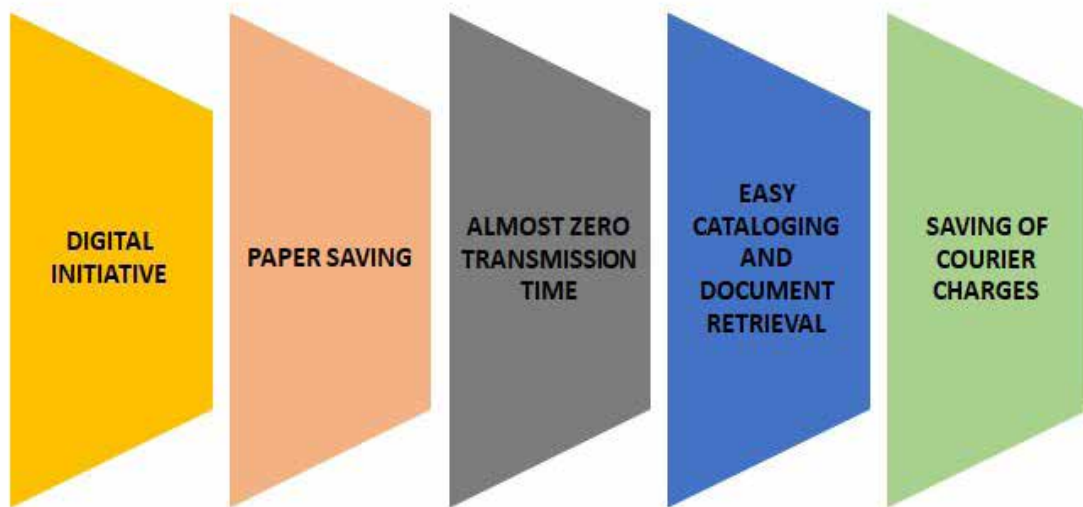 DIGITAL
INITIATIVE
PAPER SAVING
ALMOST ZERO
TRANSMISSION
TIME
EASY
CATALOGING
AND
DOCUMENT
RETRIEVAL
SAVING OF
COURIER
CHARGES